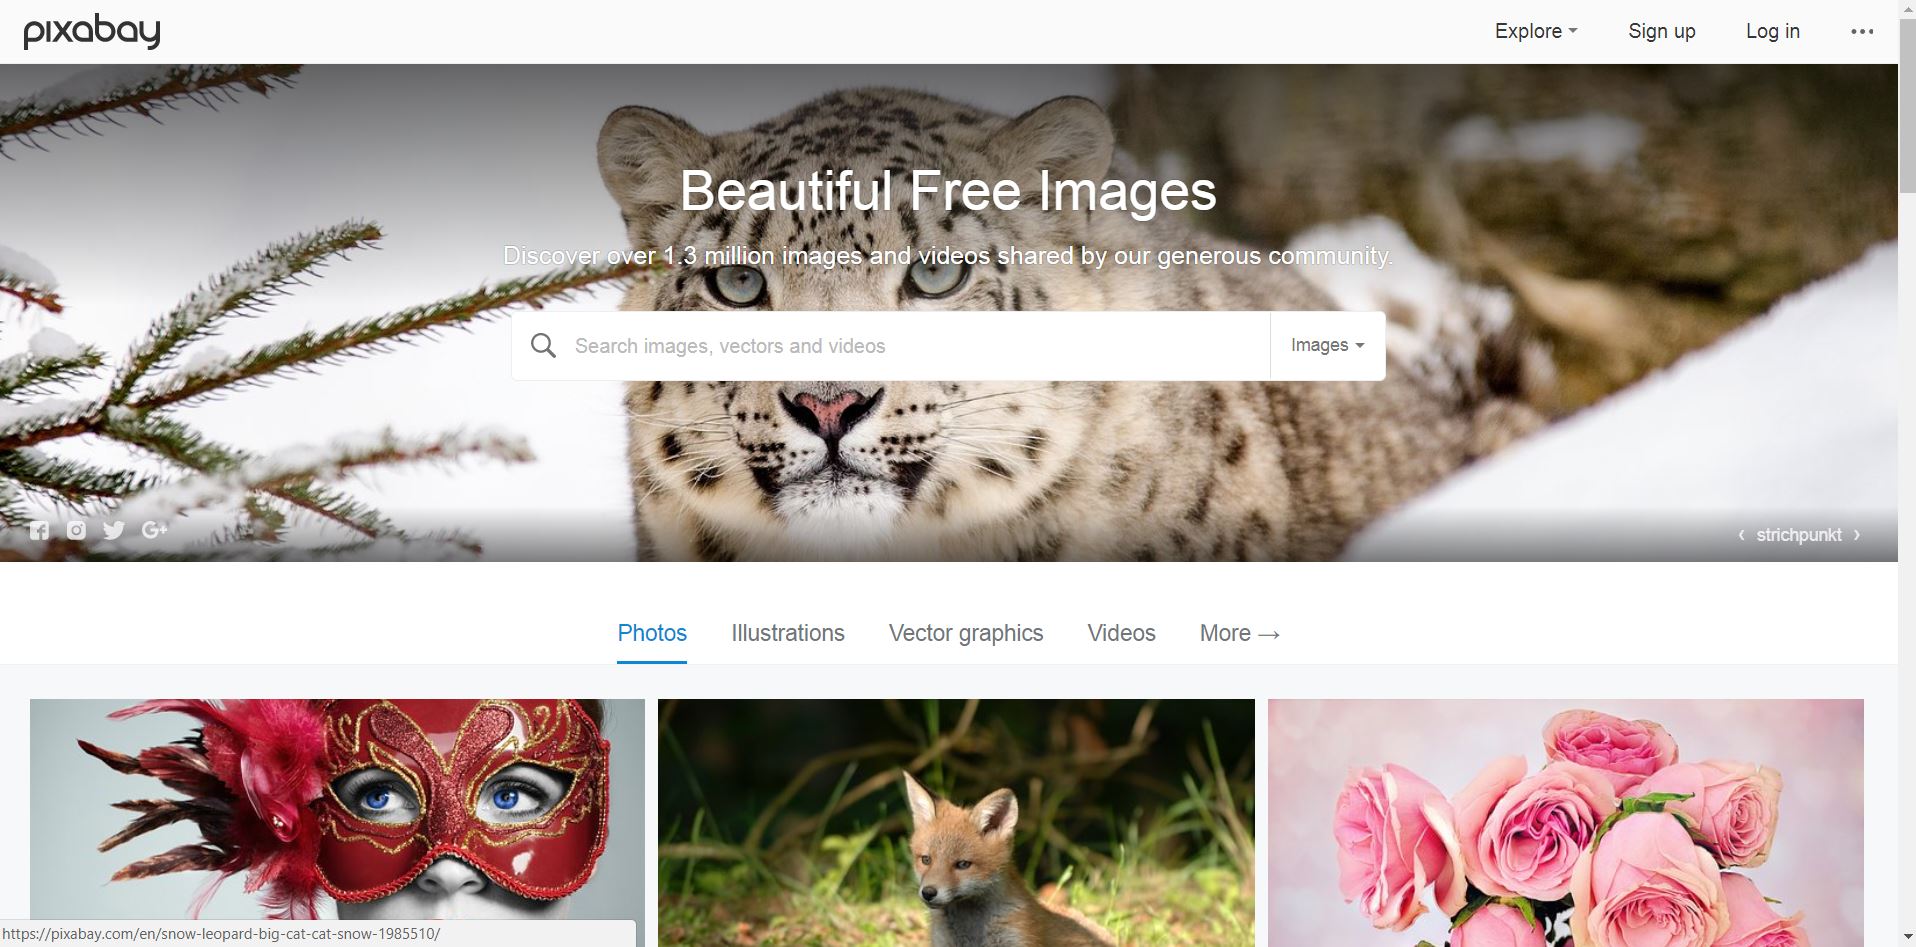 pixabay
Explore
Sign up
Log in
Beautiful Free Images
Discover over 1.3 million images and videos shared by our generous community.
Search images, vectors and videos
Images
G+
‹ strichpunkt ›
Photos
Illustrations
Vector graphics
Videos
More →
https://pixabay.com/en/snow-leopard-big-cat-cat-snow-1985510/